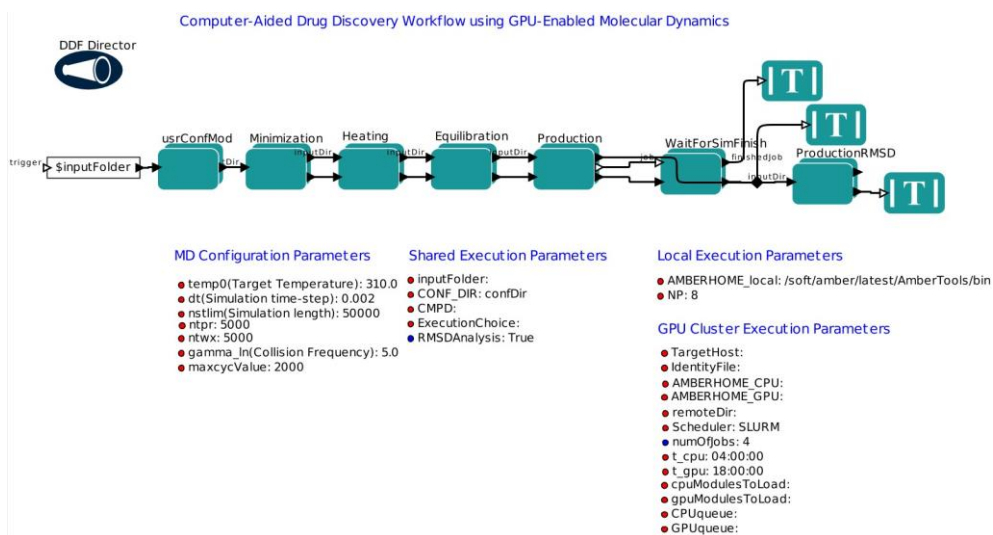 Computer-Aided Drug Discovery Workflow using GPU-Enabled Molecular Dynamics
DDF Director
usrConfMod
Minimization
Heating
Equilibration
Production
WaitForSimFinish
ProductionRMSD
trigger
$inputFolder
Dir
inputDir
inputDir
inputDir
job
finishedJob
inputDir
T
T
T
MD Configuration Parameters
temp0(Target Temperature): 310.0
dt(Simulation time-step): 0.002
nstlim(Simulation length): 50000
ntpr: 5000
ntwx: 5000
gamma_ln(Collision Frequency): 5.0
maxcycValue: 2000
Shared Execution Parameters
inputFolder:
CONF_DIR: confDir
CMPD:
ExecutionChoice:
RMSDAnalysis: True
Local Execution Parameters
AMBERHOME_local: /soft/amber/latest/AmberTools/bin
NP: 8
GPU Cluster Execution Parameters
TargetHost:
IdentityFile:
AMBERHOME_CPU:
AMBERHOME_GPU:
remoteDir:
Scheduler: SLURM
numOfJobs: 4
t_cpu: 04:00:00
t_gpu: 18:00:00
cpuModulesToLoad:
gpuModulesToLoad:
CPUqueue:
GPUqueue: